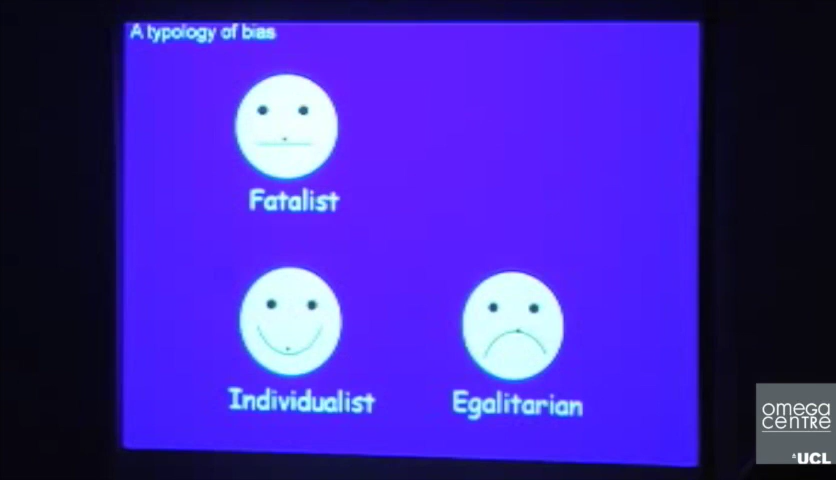 A typology of bias
Fatalist
Individualist
Egalitarian
omega
centre
UCL